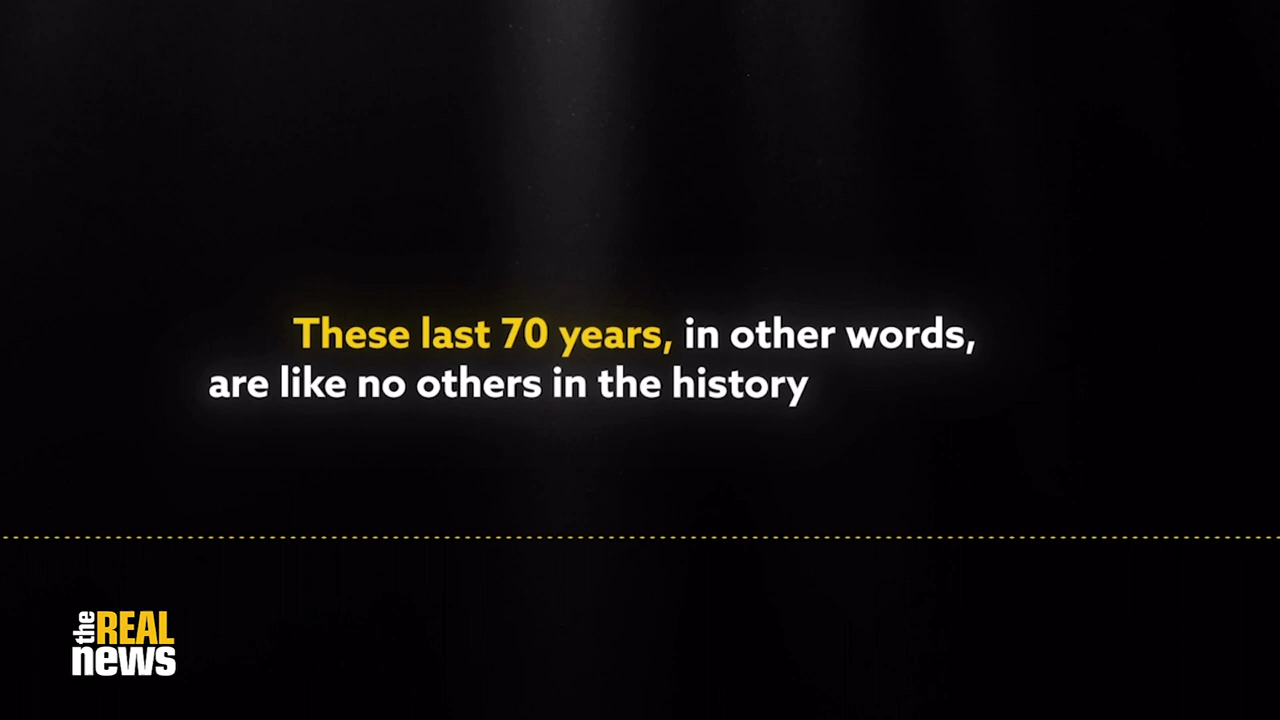 These last 70 years, in other words,
are like no others in the history
the REAL
news